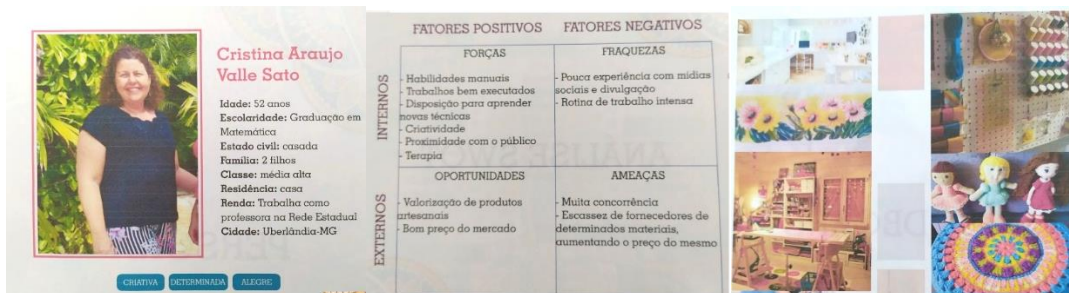 Cristina Araujo
Valle Sato
Idade: 52 anos
Escolaridade: Graduação em
Matemática
Estado civil: casada
Família: 2 filhos
Classe: média alta
Residência: casa
Renda: Trabalha como
professora na Rede Estadual
Cidade: Uberlândia-MG
CRIATIVA DETERMINADA ALEGRE
FATORES POSITIVOS FATORES NEGATIVOS
INTERNOS
FORÇAS
- Habilidades manuais
- Trabalhos bem executados
- Disposição para aprender
novas técnicas
- Criatividade
- Proximidade com o público
- Terapia
FRAQUEZAS
- Pouca experiência com mídias
sociais e divulgação
- Rotina de trabalho intensa
EXTERNOS
OPORTUNIDADES
- Valorização de produtos
artesanais
- Bom preço do mercado
AMEAÇAS
- Muita concorrência
- Escassez de fornecedores de
determinados materiais,
aumentando o preço do mesmo